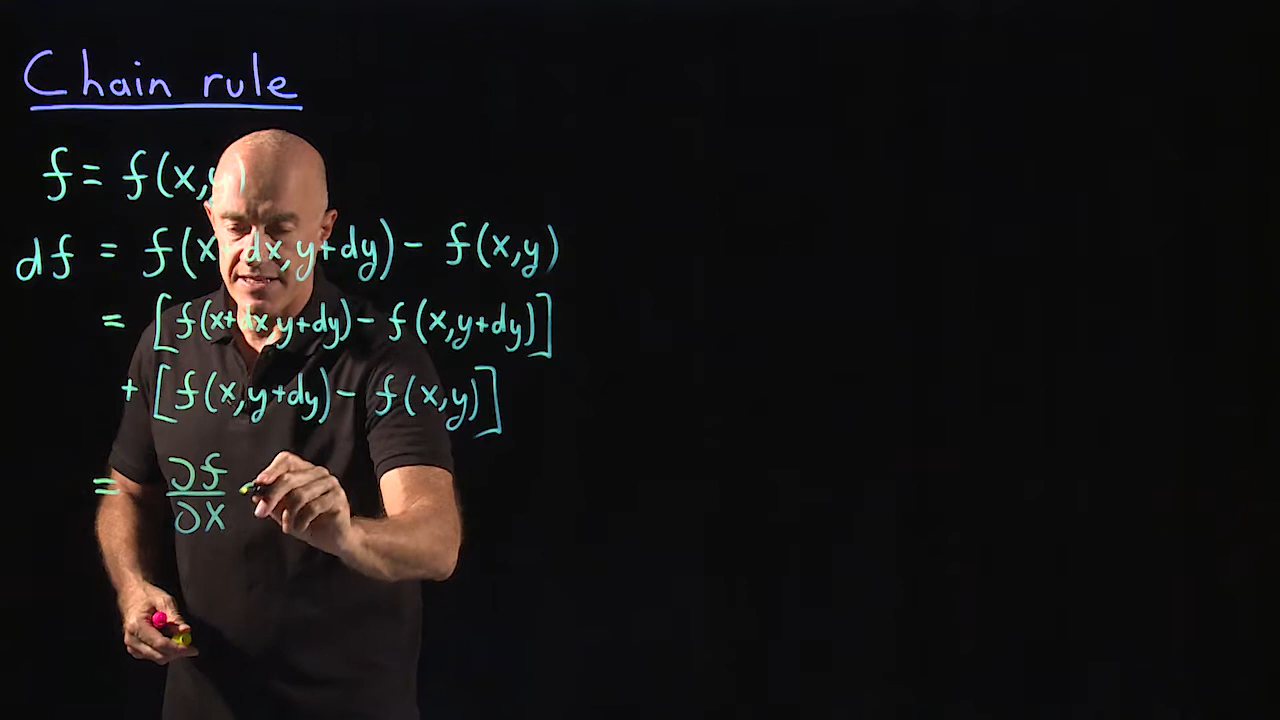 Chain rule
f = f(x,y)
df = f(x+dx,y+dy) - f(x,y)
= [f(x+dx,y+dy) - f(x,y+dy)]
+ [f(x,y+dy) - f(x,y)]
= ∂f/∂x